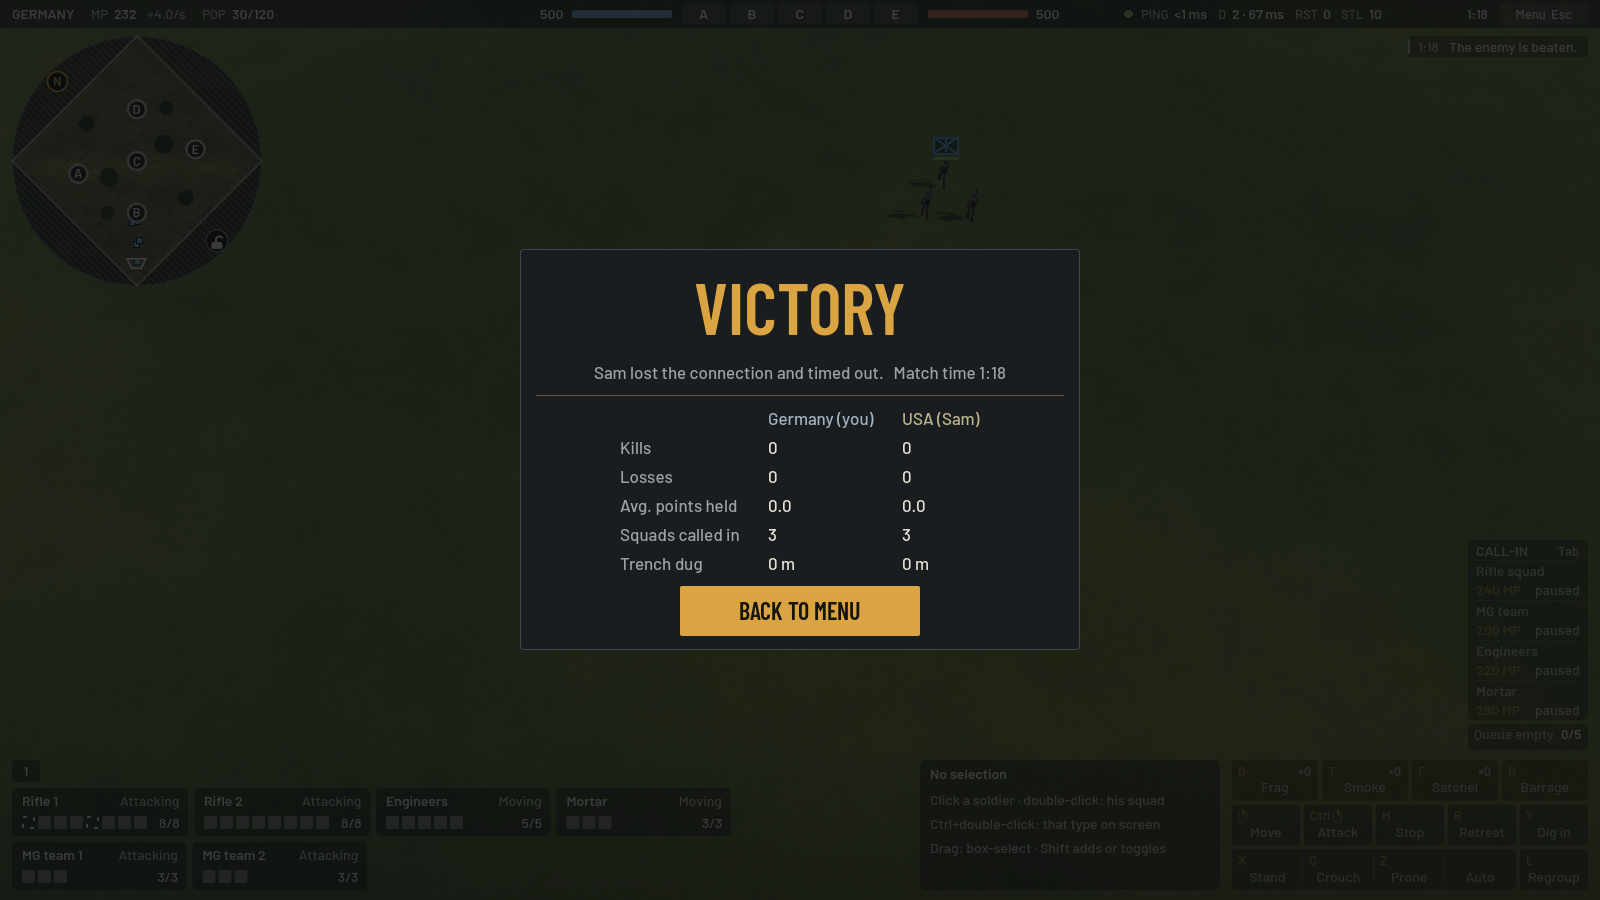 GERMANY MP 232 +4.0/s POP 30/120 500 A B C D E 500 PING <1 ms D 2 · 67 ms RST 0 STL 10 1:18 Menu Esc
1:18 The enemy is beaten.
N
D
E
C
A
B
VICTORY
Sam lost the connection and timed out. Match time 1:18
Germany (you) USA (Sam)
Kills 0 0
Losses 0 0
Avg. points held 0.0 0.0
Squads called in 3 3
Trench dug 0 m 0 m
BACK TO MENU
CALL-IN Tab
Rifle squad
240 MP paused
MG team
200 MP paused
Engineers
220 MP paused
Mortar
280 MP paused
Queue empty 0/5
1
Rifle 1 Attacking
8/8
Rifle 2 Attacking
8/8
Engineers Moving
5/5
Mortar Moving
3/3
MG team 1 Attacking
3/3
MG team 2 Attacking
3/3
No selection
Click a soldier · double-click: his squad
Ctrl+double-click: that type on screen
Drag: box-select · Shift adds or toggles
G ×0 T ×0 F ×0 B
Frag Smoke Satchel Barrage
Ctrl H R Y
Move Attack Stop Retreat Dig in
X C Z L
Stand Crouch Prone Auto Regroup